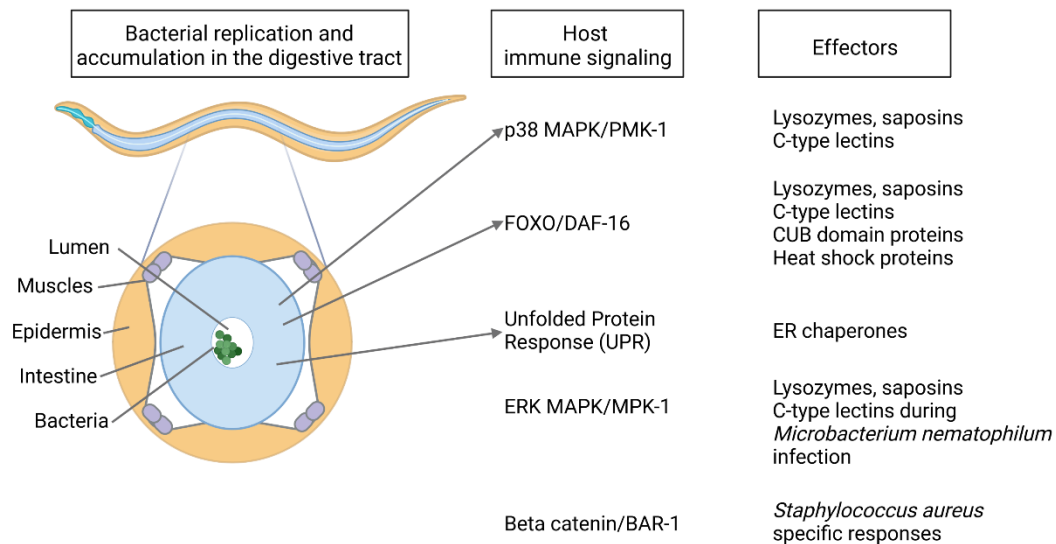 Bacterial replication and
accumulation in the digestive tract
Host
immune signaling
Effectors
p38 MAPK/PMK-1
Lysozymes, saposins
C-type lectins
FOXO/DAF-16
Lysozymes, saposins
C-type lectins
CUB domain proteins
Heat shock proteins
Lumen
Muscles
Epidermis
Intestine
Bacteria
Unfolded Protein
Response (UPR)
ER chaperones
ERK MAPK/MPK-1
Lysozymes, saposins
C-type lectins during
Microbacterium nematophilum
infection
Beta catenin/BAR-1
Staphylococcus aureus
specific responses